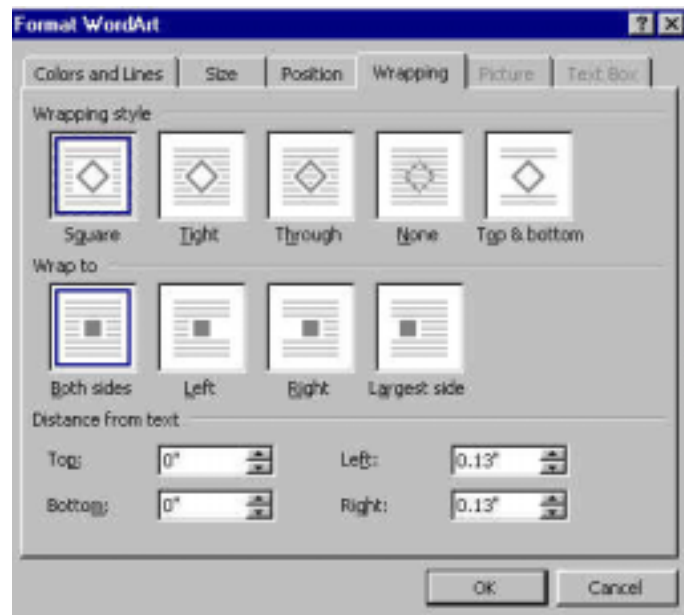 Format WordArt
Colors and Lines Size Position Wrapping Picture Text Box
Wrapping style
Square Tight Through None Top & bottom
Wrap to
Both sides Left Right Largest side
Distance from text
Top: 0" Left: 0.13"
Bottom: 0" Right: 0.13"
OK Cancel